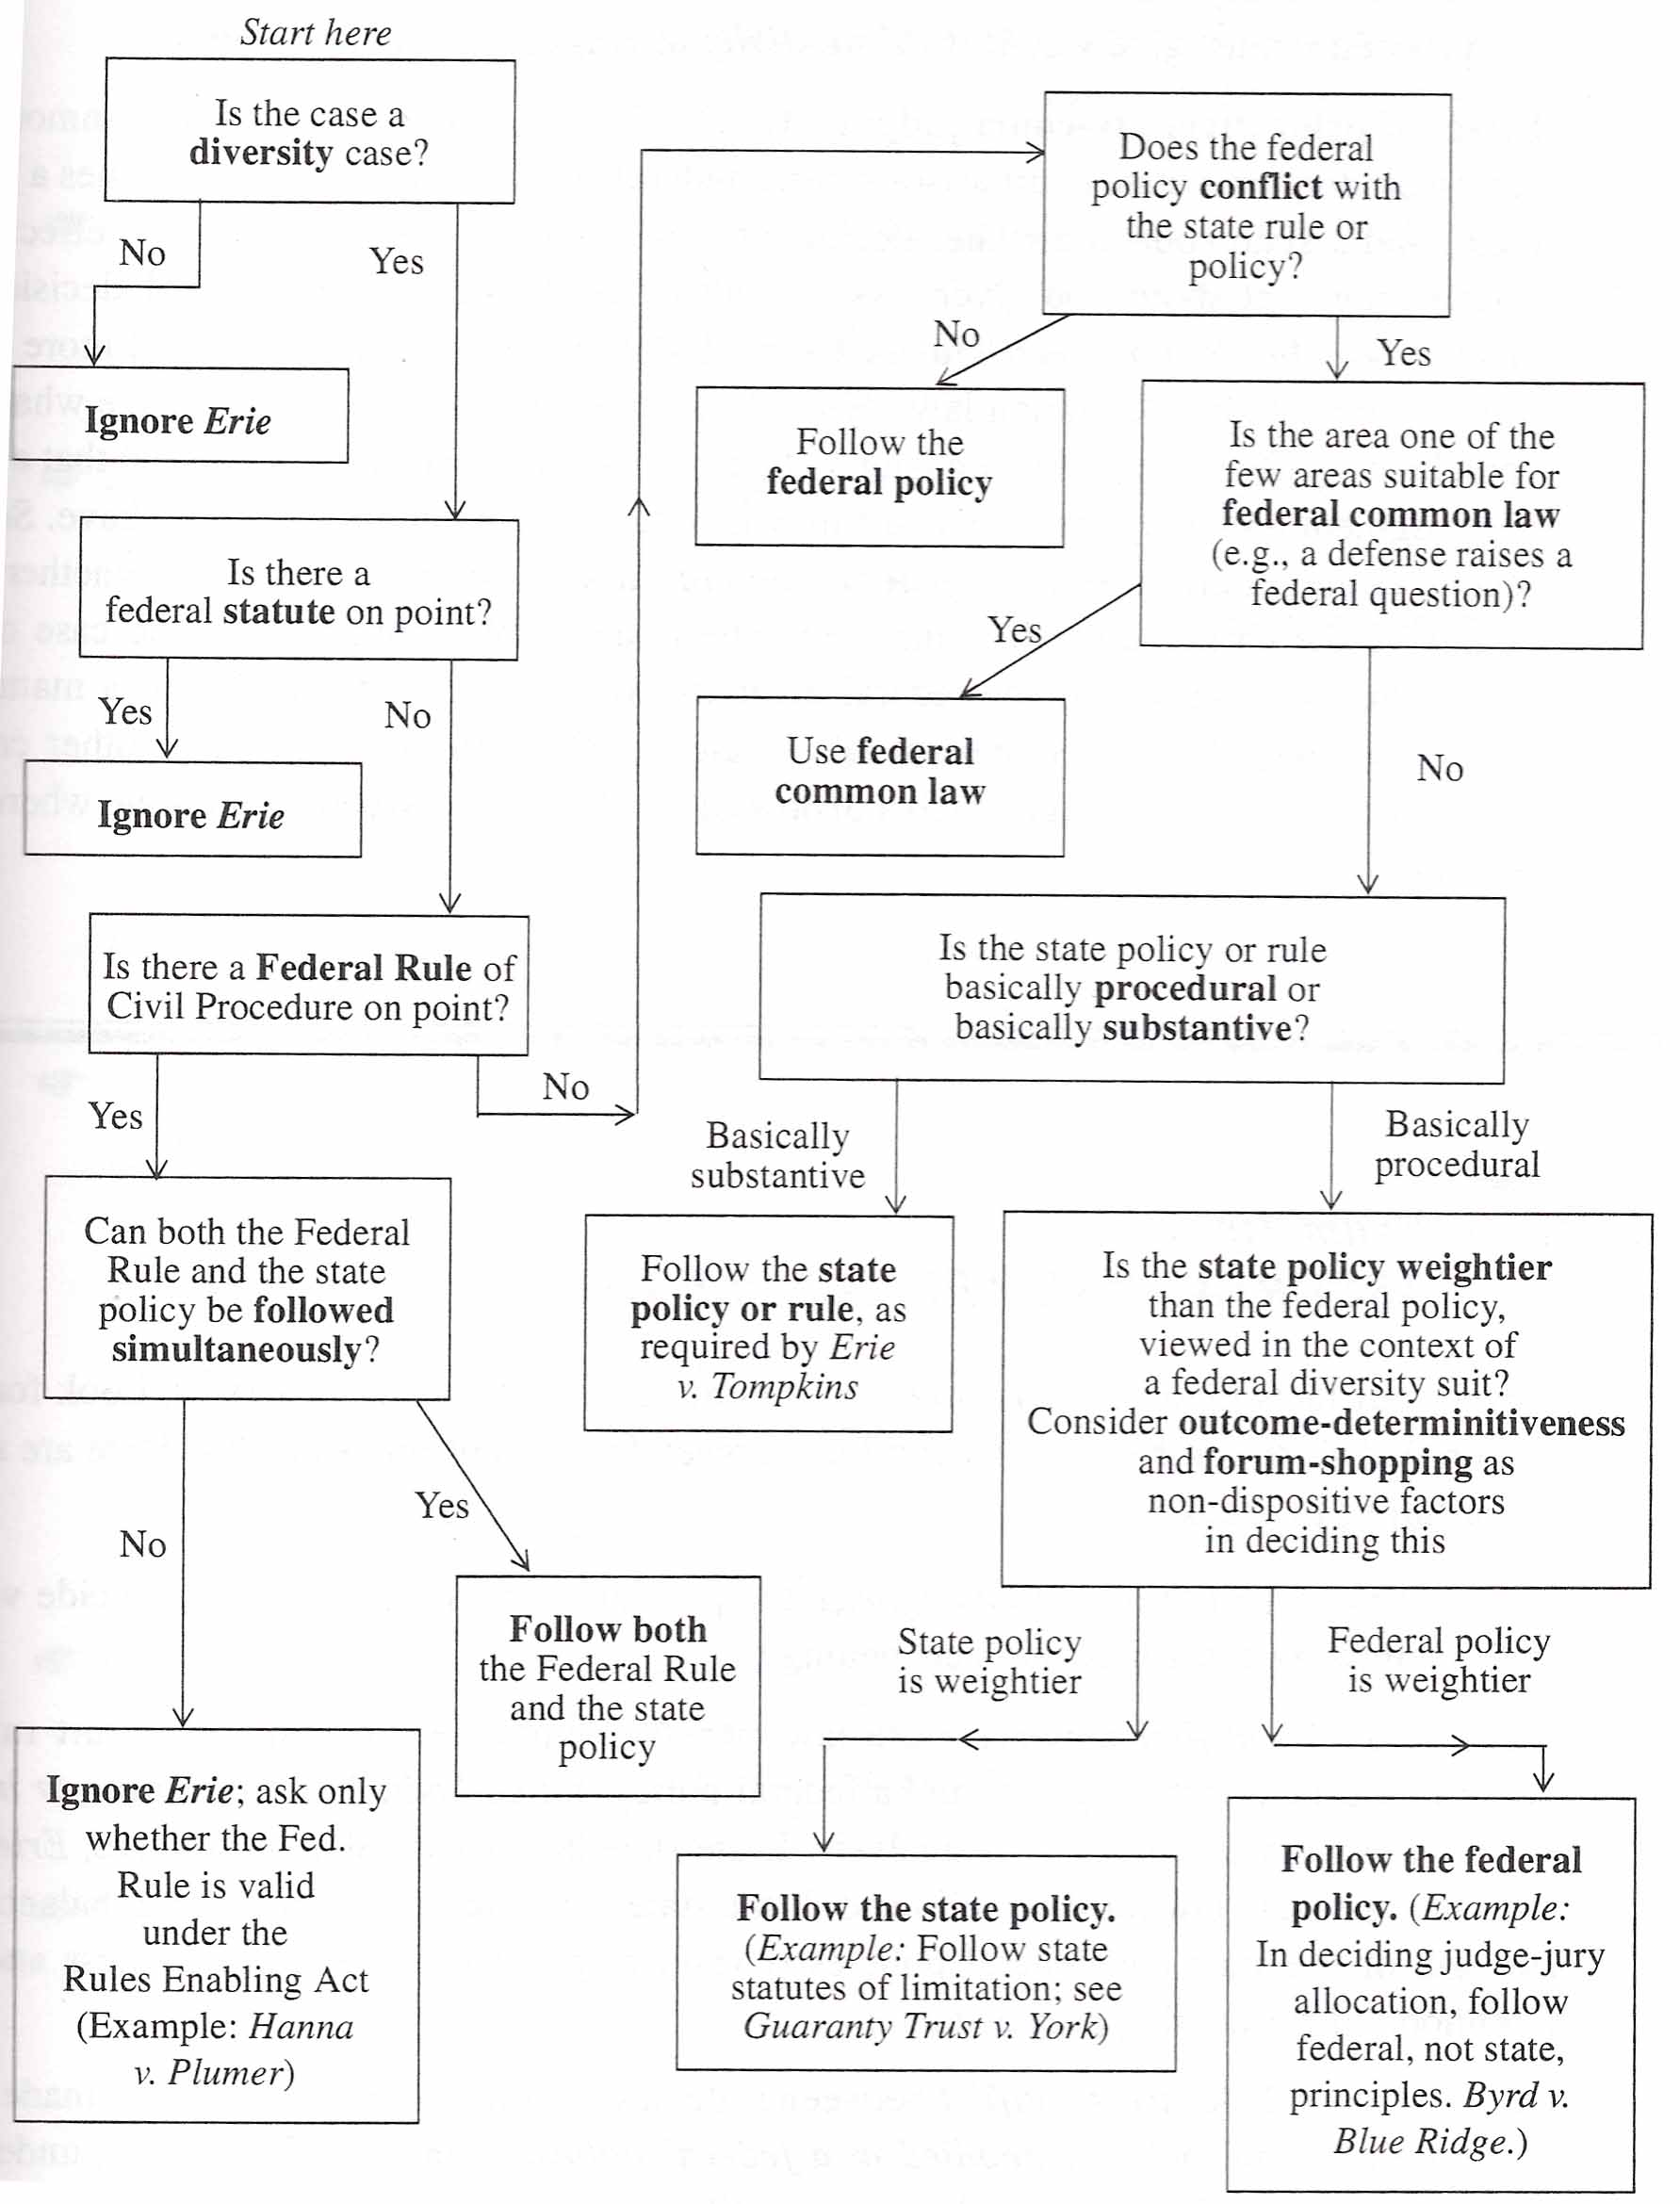 Start here
Is the case a
diversity case?
No
Yes
Ignore Erie
Is there a
federal statute on point?
Yes
No
Ignore Erie
Is there a Federal Rule of
Civil Procedure on point?
Yes
No
Can both the Federal
Rule and the state
policy be followed
simultaneously?
No
Yes
Follow both
the Federal Rule
and the state
policy
Ignore Erie; ask only
whether the Fed.
Rule is valid
under the
Rules Enabling Act
(Example: Hanna
v. Plumer)
Does the federal
policy conflict with
the state rule or
policy?
No
Yes
Follow the
federal policy
Is the area one of the
few areas suitable for
federal common law
(e.g., a defense raises a
federal question)?
Yes
No
Use federal
common law
Is the state policy or rule
basically procedural or
basically substantive?
Basically
substantive
Basically
procedural
Follow the state
policy or rule, as
required by Erie
v. Tompkins
Is the state policy weightier
than the federal policy,
viewed in the context of
a federal diversity suit?
Consider outcome-determinitiveness
and forum-shopping as
non-dispositive factors
in deciding this
State policy
is weightier
Federal policy
is weightier
Follow the state policy.
(Example: Follow state
statutes of limitation; see
Guaranty Trust v. York)
Follow the federal
policy. (Example:
In deciding judge-jury
allocation, follow
federal, not state,
principles. Byrd v.
Blue Ridge.)